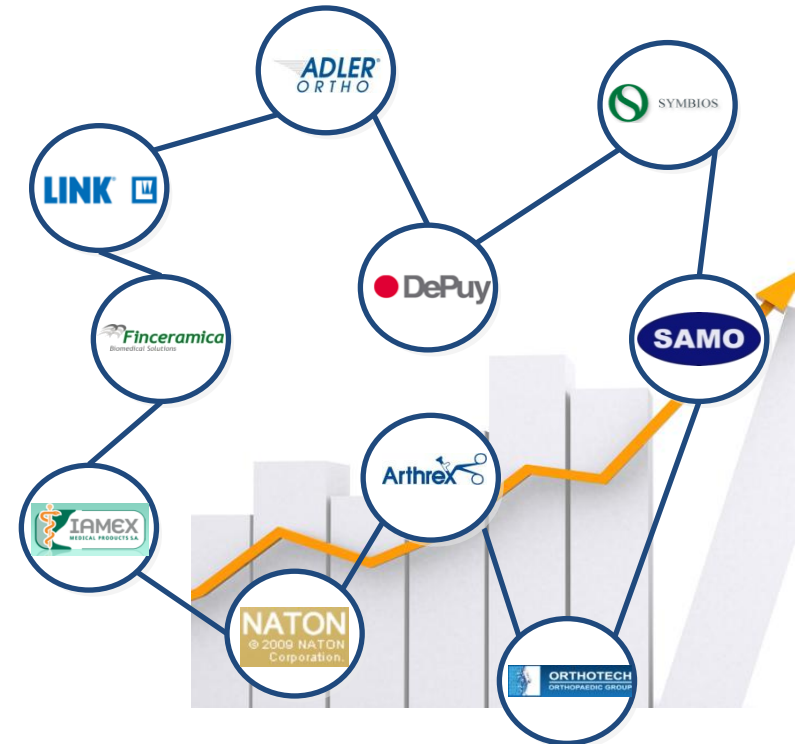 ADLER®
ORTHO
SYMBIOS
LINK®
DePuy
Finceramica
Biomedical Solutions
SAMO
Arthrex
IAMEX
MEDICAL PRODUCTS S.A.
NATON
© 2009 NATON
Corporation.
ORTHOTECH
ORTHOPAEDIC GROUP